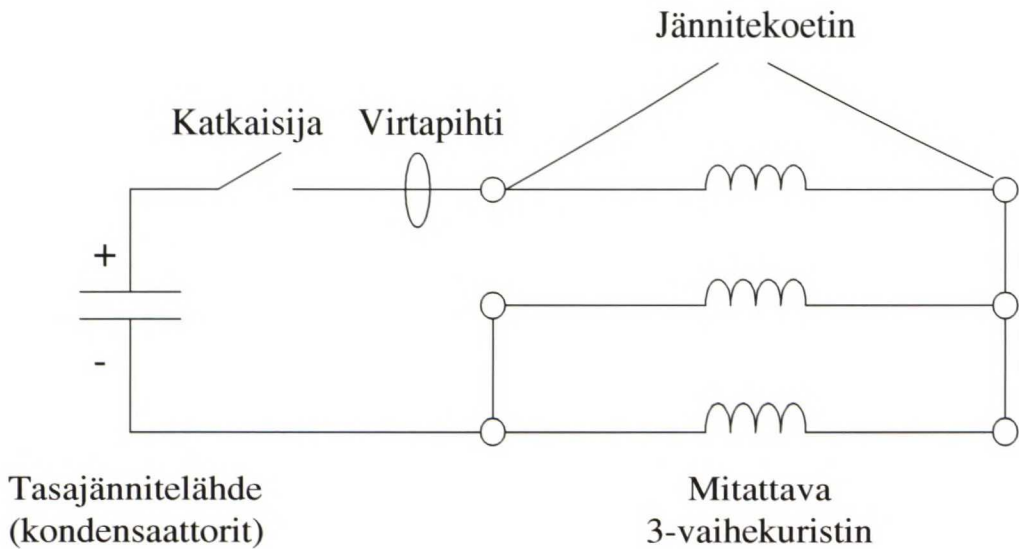 Jännitekoetin
Katkaisija
Virtapihti
+
-
Tasajännitelähde
(kondensaattorit)
Mitattava
3-vaihekuristin